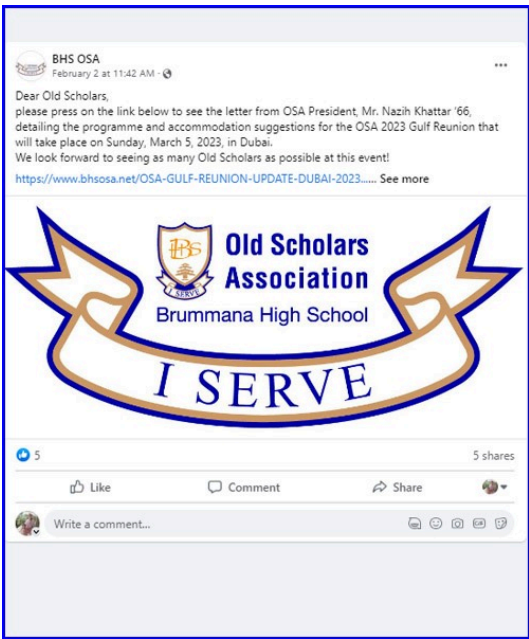 BHS OSA
February 2 at 11:42 AM ·
Dear Old Scholars,
please press on the link below to see the letter from OSA President, Mr. Nazih Khattar '66,
detailing the programme and accommodation suggestions for the OSA 2023 Gulf Reunion that
will take place on Sunday, March 5, 2023, in Dubai.
We look forward to seeing as many Old Scholars as possible at this event!
https://www.bhsosa.net/OSA-GULF-REUNION-UPDATE-DUBAI-2023...... See more
BHS
I SERVE
Old Scholars
Association
Brummana High School
I SERVE
5
5 shares
Like
Comment
Share
Write a comment...
GIF